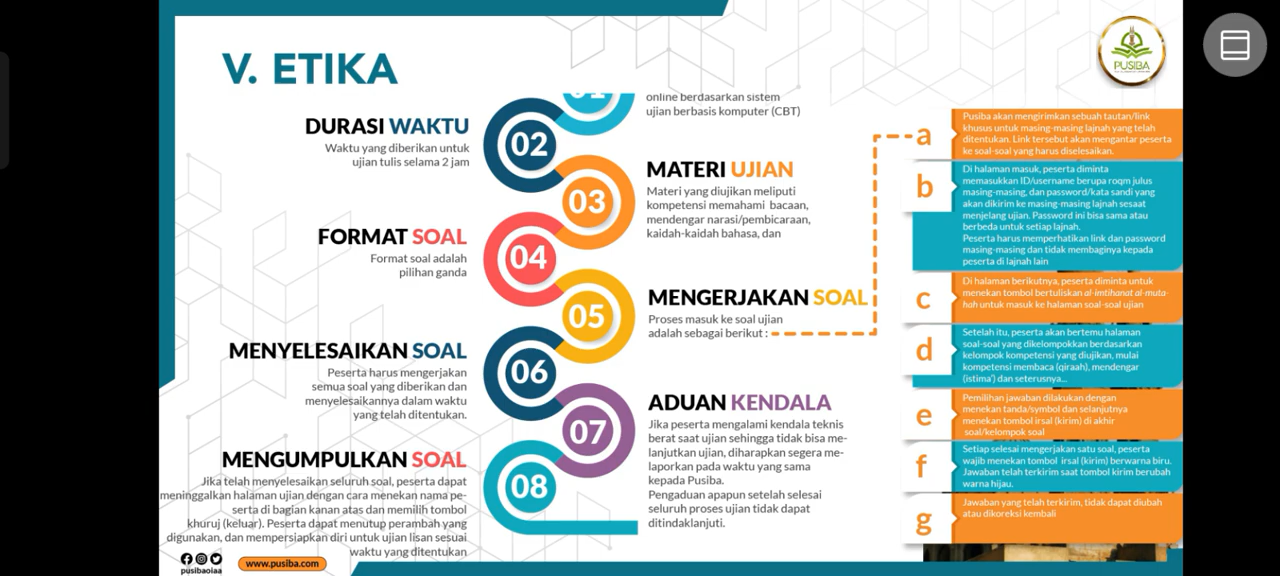 V. ETIKA
PUSIBA
01
online berdasarkan sistem
ujian berbasis komputer (CBT)
02
DURASI WAKTU
Waktu yang diberikan untuk
ujian tulis selama 2 jam
03
MATERI UJIAN
Materi yang diujikan meliputi
kompetensi memahami bacaan,
mendengar narasi/pembicaraan,
kaidah-kaidah bahasa, dan
04
FORMAT SOAL
Format soal adalah
pilihan ganda
05
MENGERJAKAN SOAL
Proses masuk ke soal ujian
adalah sebagai berikut :
06
MENYELESAIKAN SOAL
Peserta harus mengerjakan
semua soal yang diberikan dan
menyelesaikannya dalam waktu
yang telah ditentukan.
07
ADUAN KENDALA
Jika peserta mengalami kendala teknis
berat saat ujian sehingga tidak bisa me-
lanjutkan ujian, diharapkan segera me-
laporkan pada waktu yang sama
kepada Pusiba.
Pengaduan apapun setelah selesai
seluruh proses ujian tidak dapat
ditindaklanjuti.
08
MENGUMPULKAN SOAL
Jika telah menyelesaikan seluruh soal, peserta dapat
meninggalkan halaman ujian dengan cara menekan nama pe-
serta di bagian kanan atas dan memilih tombol
khuruj (keluar). Peserta dapat menutup perambah yang
digunakan, dan mempersiapkan diri untuk ujian lisan sesuai
waktu yang ditentukan
a
Pusiba akan mengirimkan sebuah tautan/link
khusus untuk masing-masing lajnah yang telah
ditentukan. Link tersebut akan mengantar peserta
ke soal-soal yang harus diselesaikan.
b
Di halaman masuk, peserta diminta
memasukkan ID/username berupa roqm julus
masing-masing, dan password/kata sandi yang
akan dikirim ke masing-masing lajnah sesaat
menjelang ujian. Password ini bisa sama atau
berbeda untuk setiap lajnah.
Peserta harus memperhatikan link dan password
masing-masing dan tidak membaginya kepada
peserta di lajnah lain
c
Di halaman berikutnya, peserta diminta untuk
menekan tombol bertuliskan al-imtihanat al-muta-
hah untuk masuk ke halaman soal-soal ujian
d
Setelah itu, peserta akan bertemu halaman
soal-soal yang dikelompokkan berdasarkan
kelompok kompetensi yang diujikan, mulai
kompetensi membaca (qiraah), mendengar
(istima') dan seterusnya...
e
Pemilihan jawaban dilakukan dengan
menekan tanda/symbol dan selanjutnya
menekan tombol irsal (kirim) di akhir
soal/kelompok soal
f
Setiap selesai mengerjakan satu soal, peserta
wajib menekan tombol irsal (kirim) berwarna biru.
Jawaban telah terkirim saat tombol kirim berubah
warna hijau.
g
Jawaban yang telah terkirim, tidak dapat diubah
atau dikoreksi kembali
pusibaoiaa
www.pusiba.com